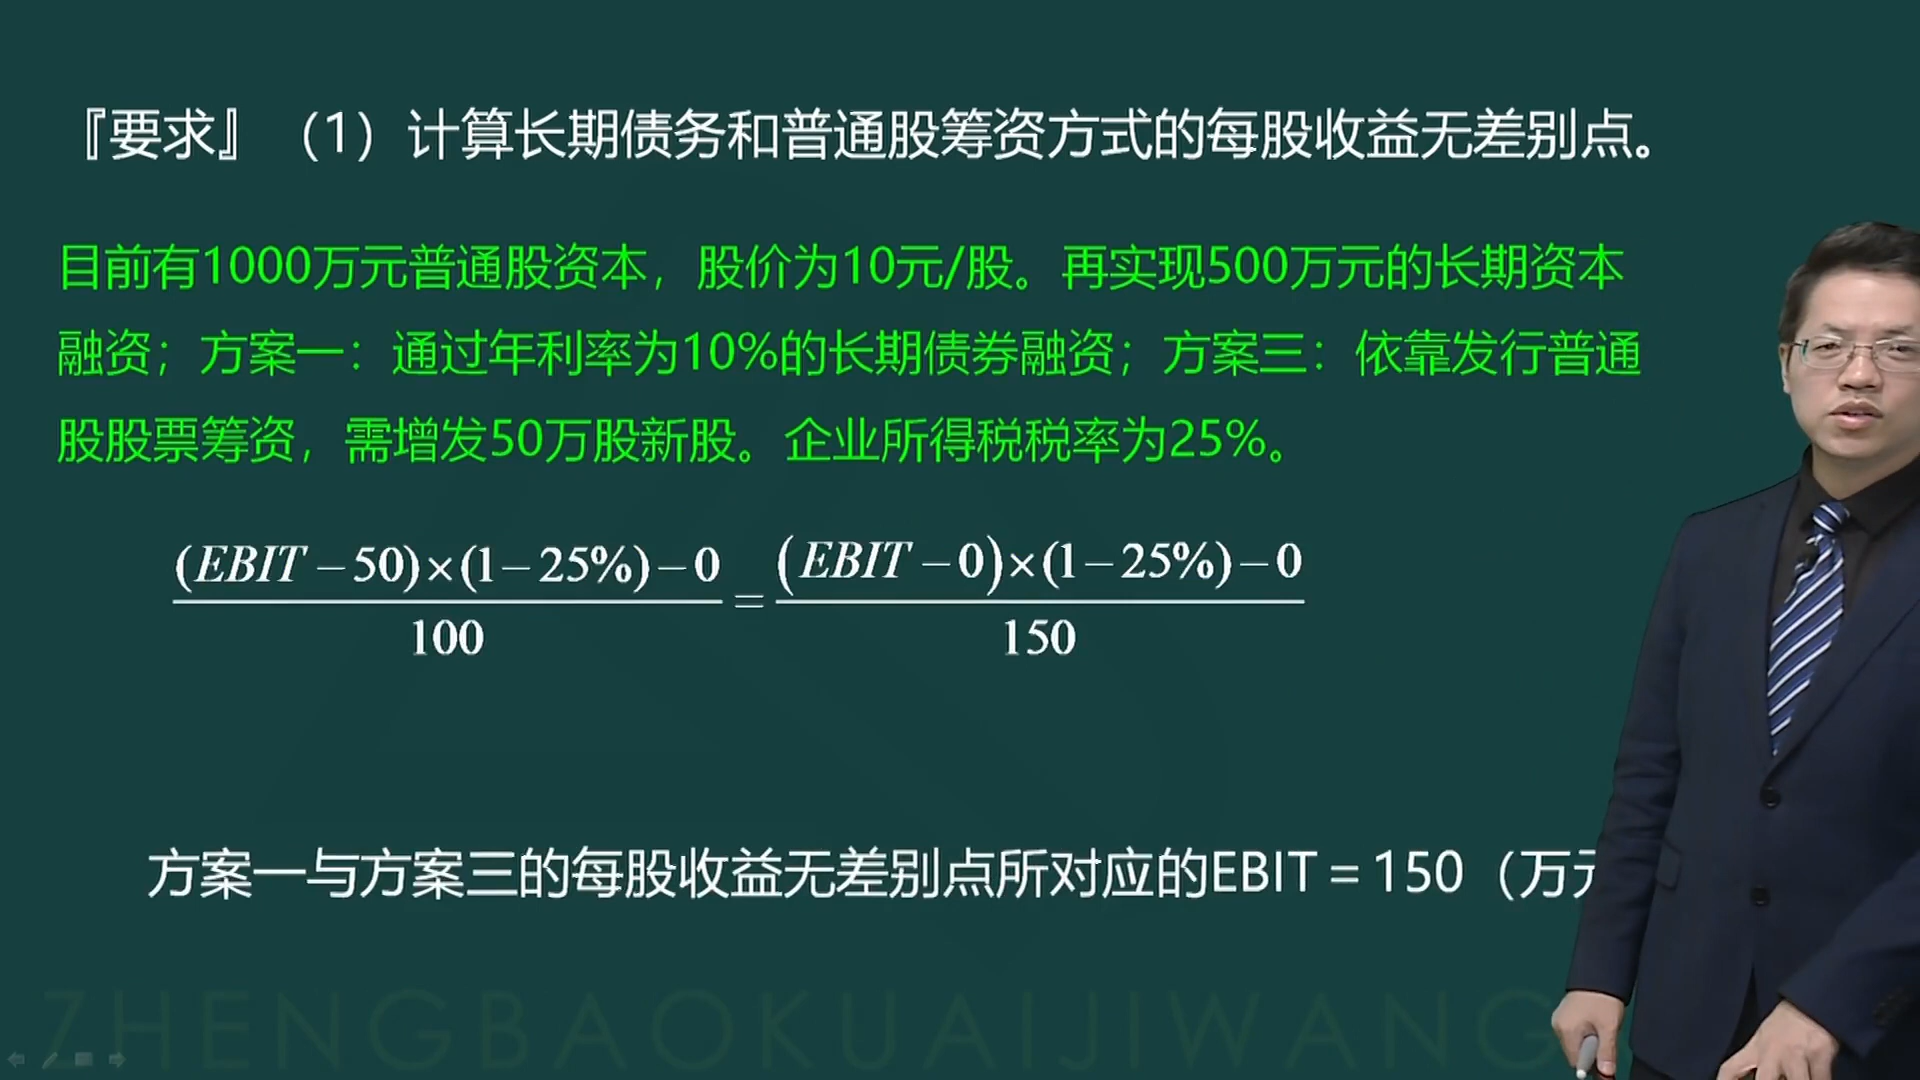 『要求』（1）计算长期债务和普通股筹资方式的每股收益无差别点。
目前有1000万元普通股资本，股价为10元/股。再实现500万元的长期资本
融资；方案一：通过年利率为10%的长期债券融资；方案三：依靠发行普通
股股票筹资，需增发50万股新股。企业所得税税率为25%。
(EBIT－50)×(1－25%)－0 / 100 = (EBIT－0)×(1－25%)－0 / 150
方案一与方案三的每股收益无差别点所对应的EBIT＝150（万元
ZHENGBAOKUAIJIWANG